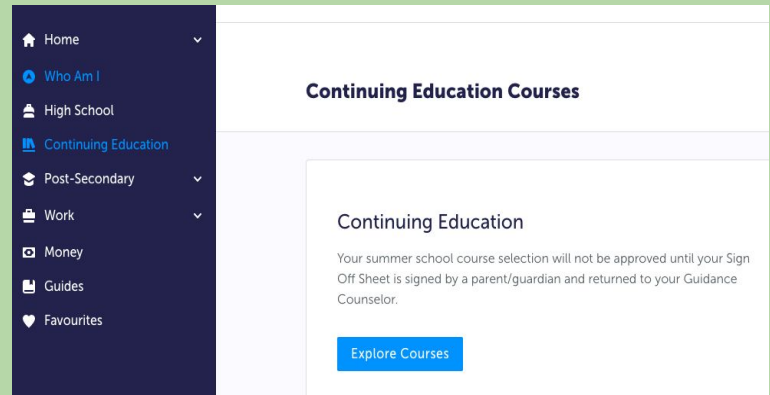 Home
Who Am I
High School
Continuing Education
Post-Secondary
Work
Money
Guides
Favourites
Continuing Education Courses
Continuing Education
Your summer school course selection will not be approved until your Sign
Off Sheet is signed by a parent/guardian and returned to your Guidance
Counselor.
Explore Courses